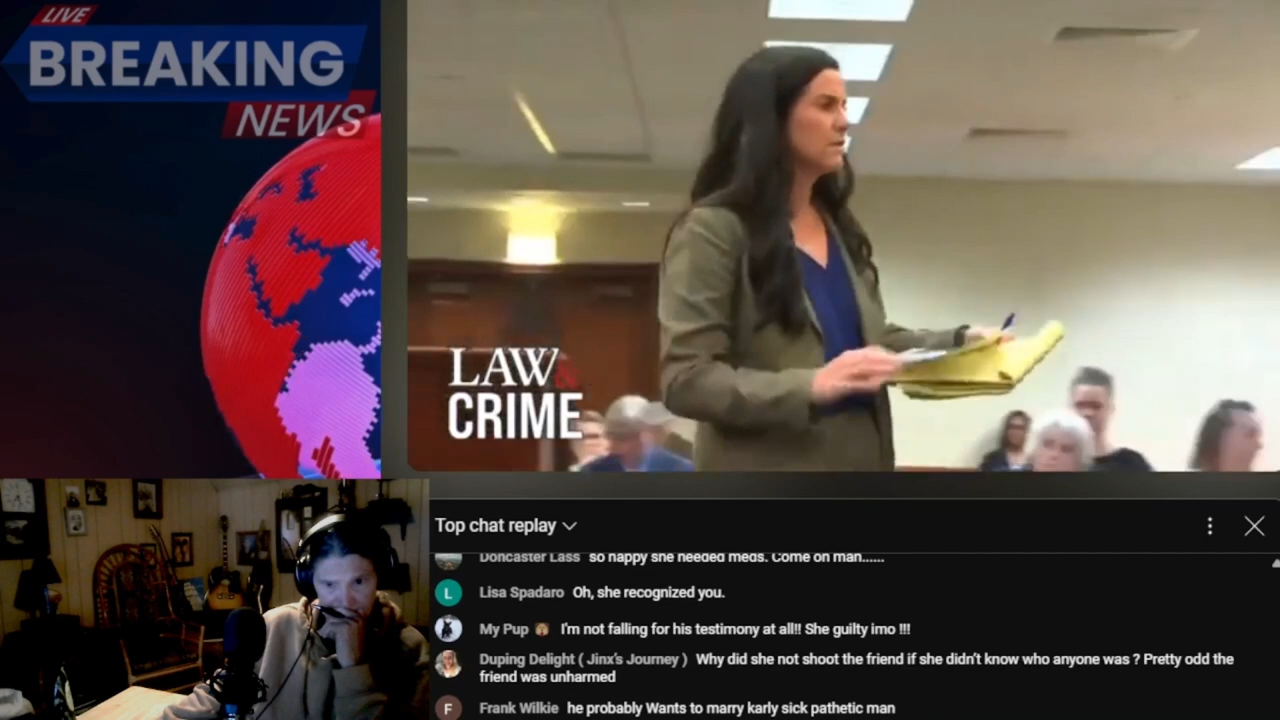 LIVE
BREAKING
NEWS
LAW&
CRIME
Top chat replay
Doncaster Lass so happy she needed meds. Come on man......
L Lisa Spadaro Oh, she recognized you.
My Pup I'm not falling for his testimony at all!! She guilty imo !!!
Duping Delight ( Jinx's Journey ) Why did she not shoot the friend if she didn't know who anyone was ? Pretty odd the
friend was unharmed
F Frank Wilkie he probably Wants to marry karly sick pathetic man